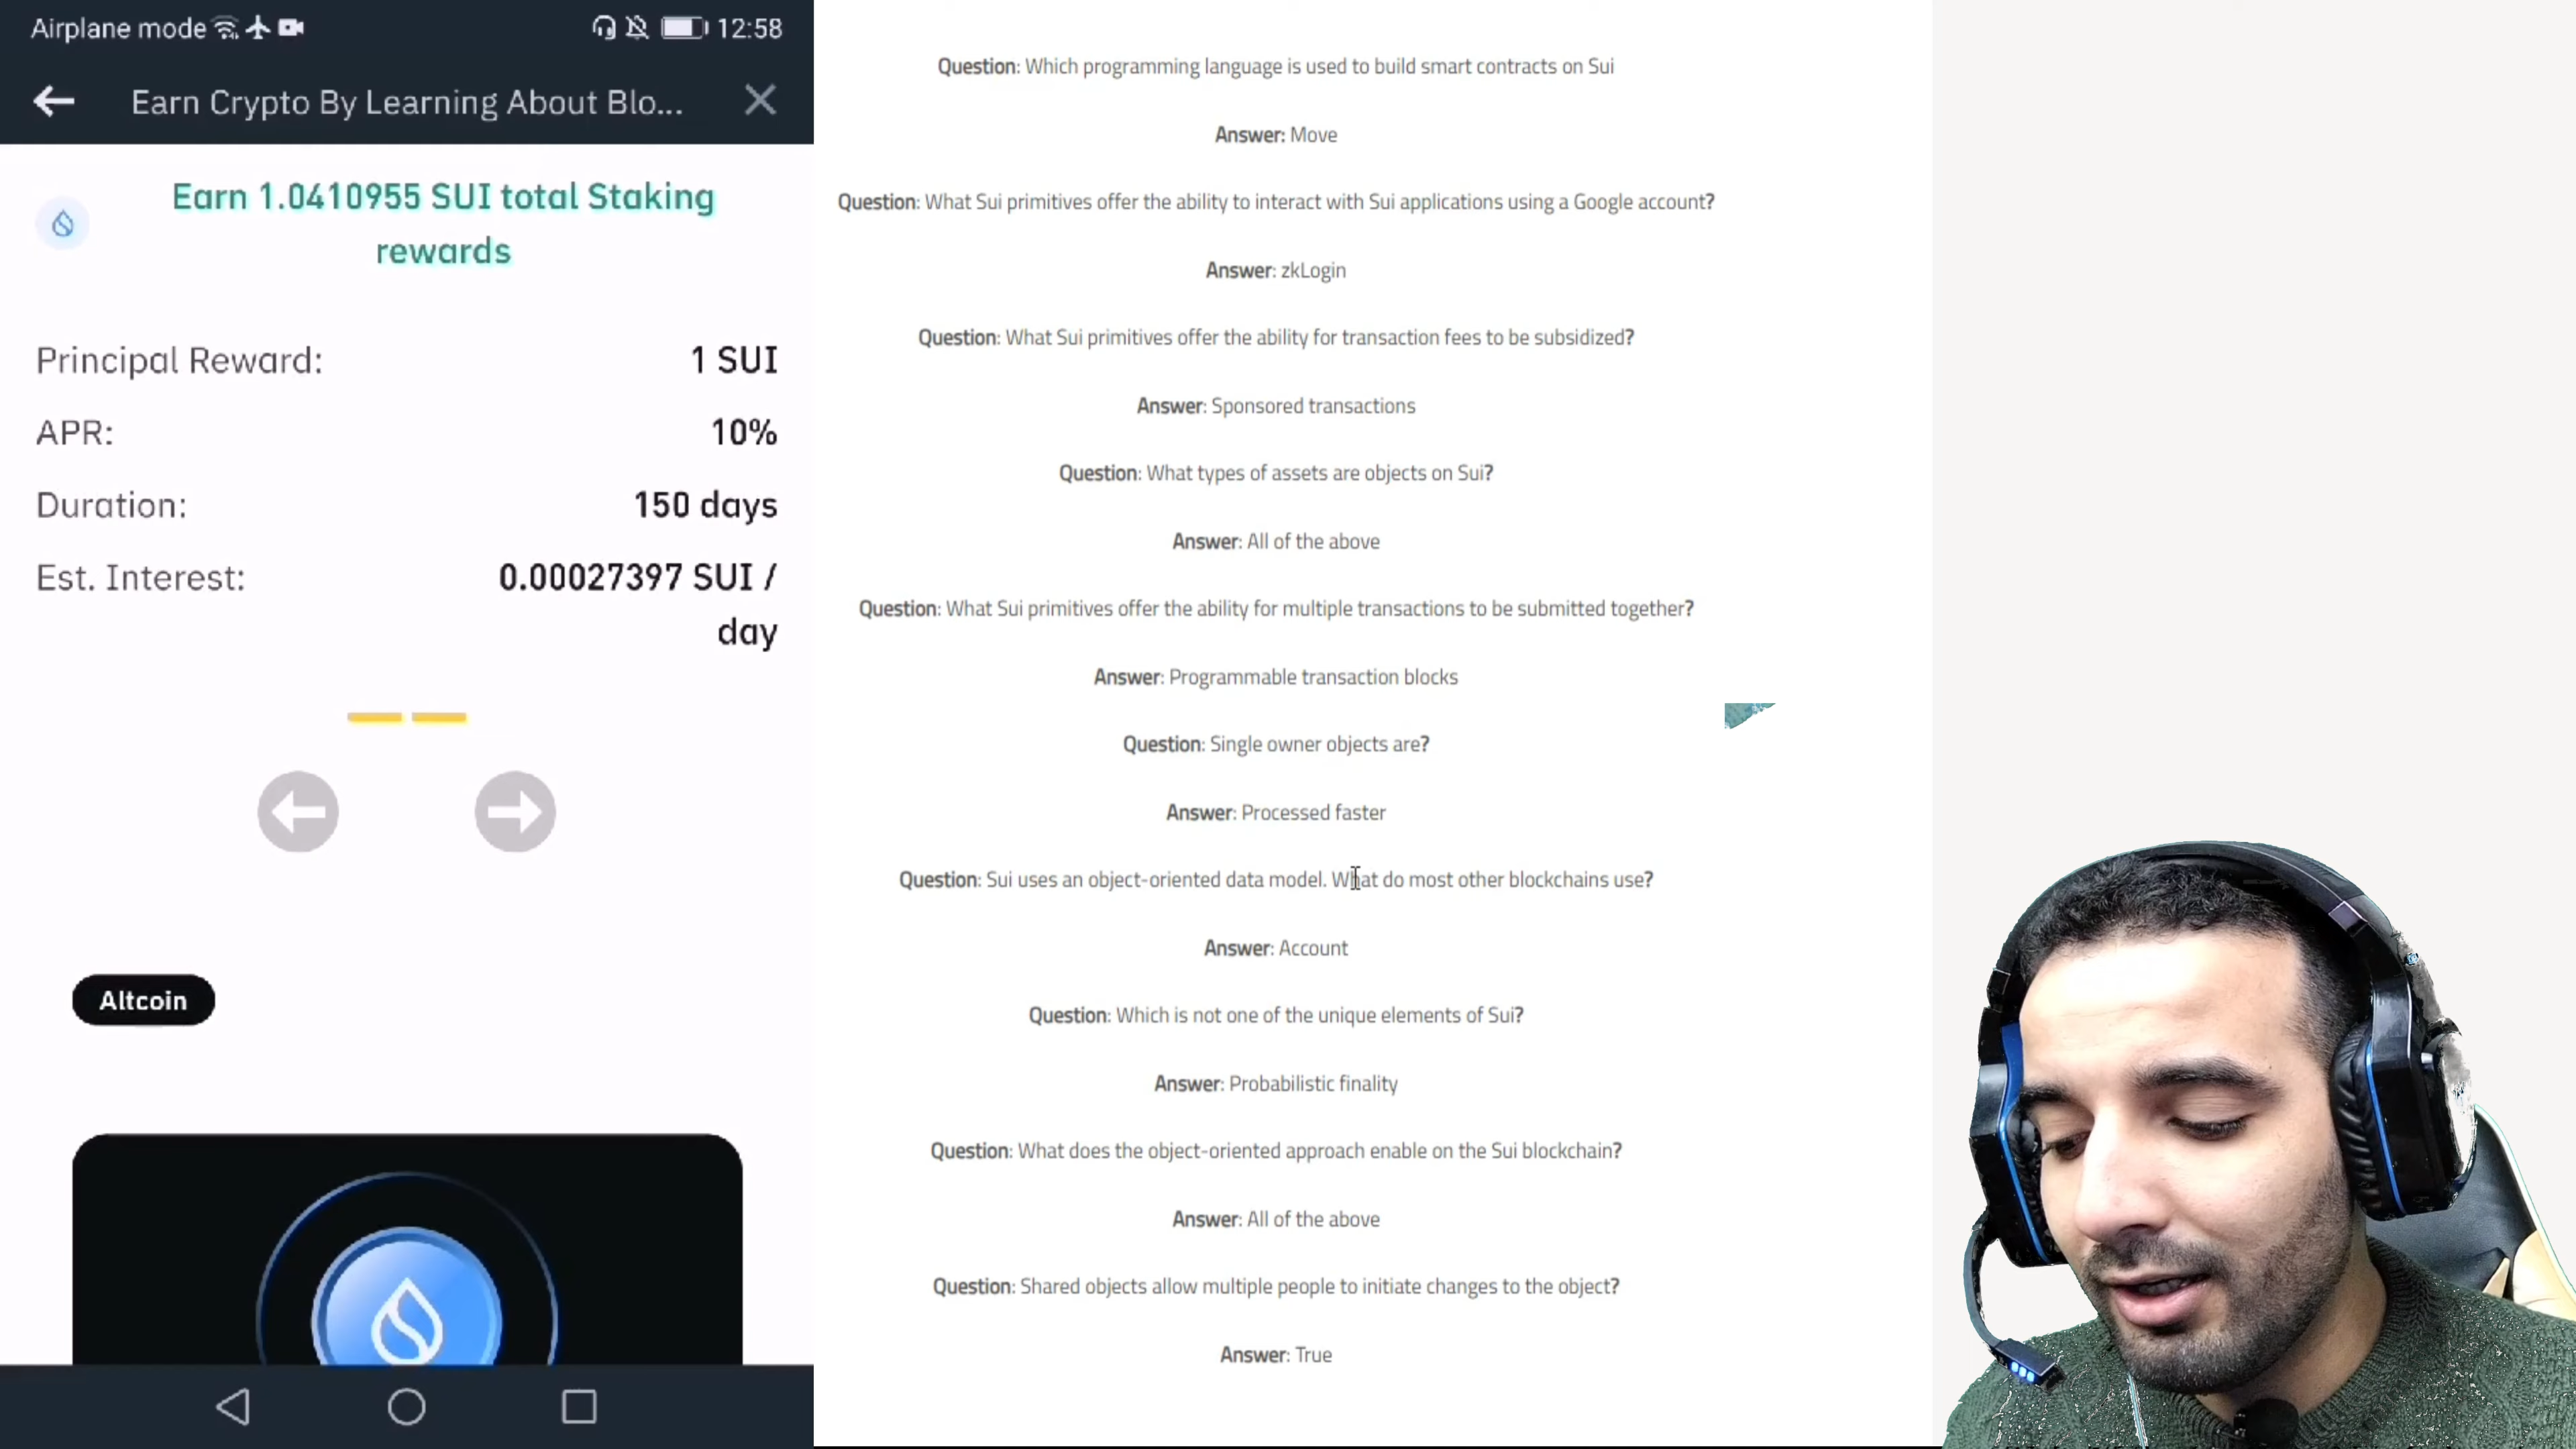 Airplane mode 12:58
Earn Crypto By Learning About Blo...
Earn 1.0410955 SUI total Staking
rewards
Principal Reward: 1 SUI
APR: 10%
Duration: 150 days
Est. Interest: 0.00027397 SUI /
day
Altcoin
Question: Which programming language is used to build smart contracts on Sui
Answer: Move
Question: What Sui primitives offer the ability to interact with Sui applications using a Google account?
Answer: zkLogin
Question: What Sui primitives offer the ability for transaction fees to be subsidized?
Answer: Sponsored transactions
Question: What types of assets are objects on Sui?
Answer: All of the above
Question: What Sui primitives offer the ability for multiple transactions to be submitted together?
Answer: Programmable transaction blocks
Question: Single owner objects are?
Answer: Processed faster
Question: Sui uses an object-oriented data model. What do most other blockchains use?
Answer: Account
Question: Which is not one of the unique elements of Sui?
Answer: Probabilistic finality
Question: What does the object-oriented approach enable on the Sui blockchain?
Answer: All of the above
Question: Shared objects allow multiple people to initiate changes to the object?
Answer: True